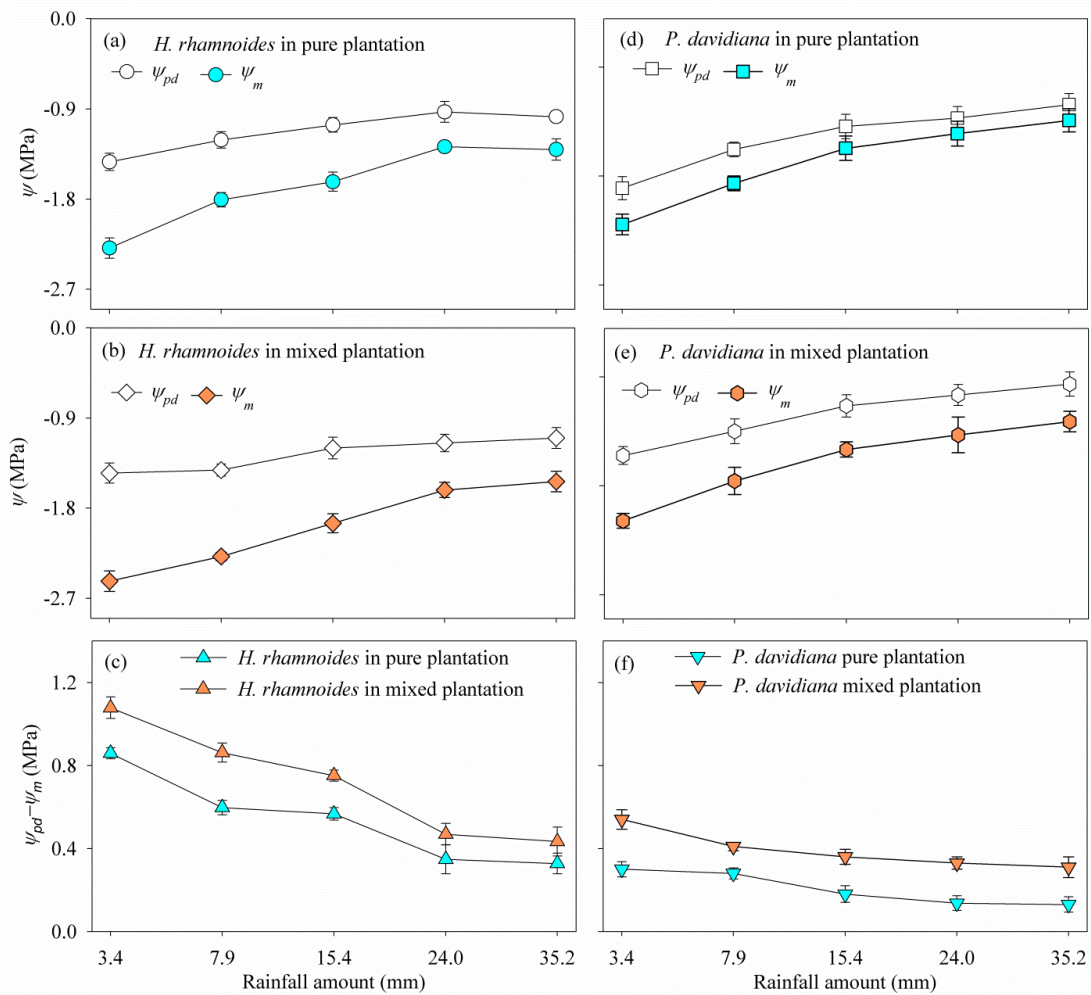 (a) H. rhamnoides in pure plantation
ψpd ψm
0.0
-0.9
-1.8
-2.7
ψ (MPa)
(d) P. davidiana in pure plantation
ψpd ψm
(b) H. rhamnoides in mixed plantation
ψpd ψm
0.0
-0.9
-1.8
-2.7
ψ (MPa)
(e) P. davidiana in mixed plantation
ψpd ψm
(c) H. rhamnoides in pure plantation
H. rhamnoides in mixed plantation
1.2
0.8
0.4
0.0
ψpd−ψm (MPa)
3.4 7.9 15.4 24.0 35.2
Rainfall amount (mm)
(f) P. davidiana pure plantation
P. davidiana mixed plantation
3.4 7.9 15.4 24.0 35.2
Rainfall amount (mm)